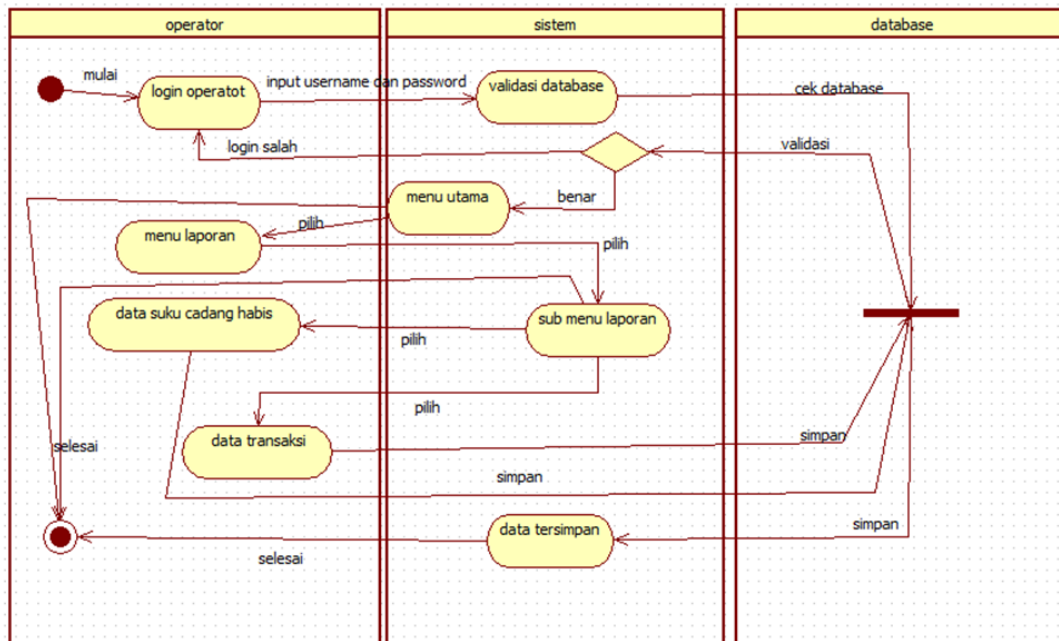 operator
sistem
database
mulai
login operatot
input username dan password
validasi database
cek database
login salah
validasi
menu utama
benar
pilih
menu laporan
pilih
data suku cadang habis
sub menu laporan
pilih
pilih
data transaksi
simpan
selesai
simpan
data tersimpan
simpan
selesai